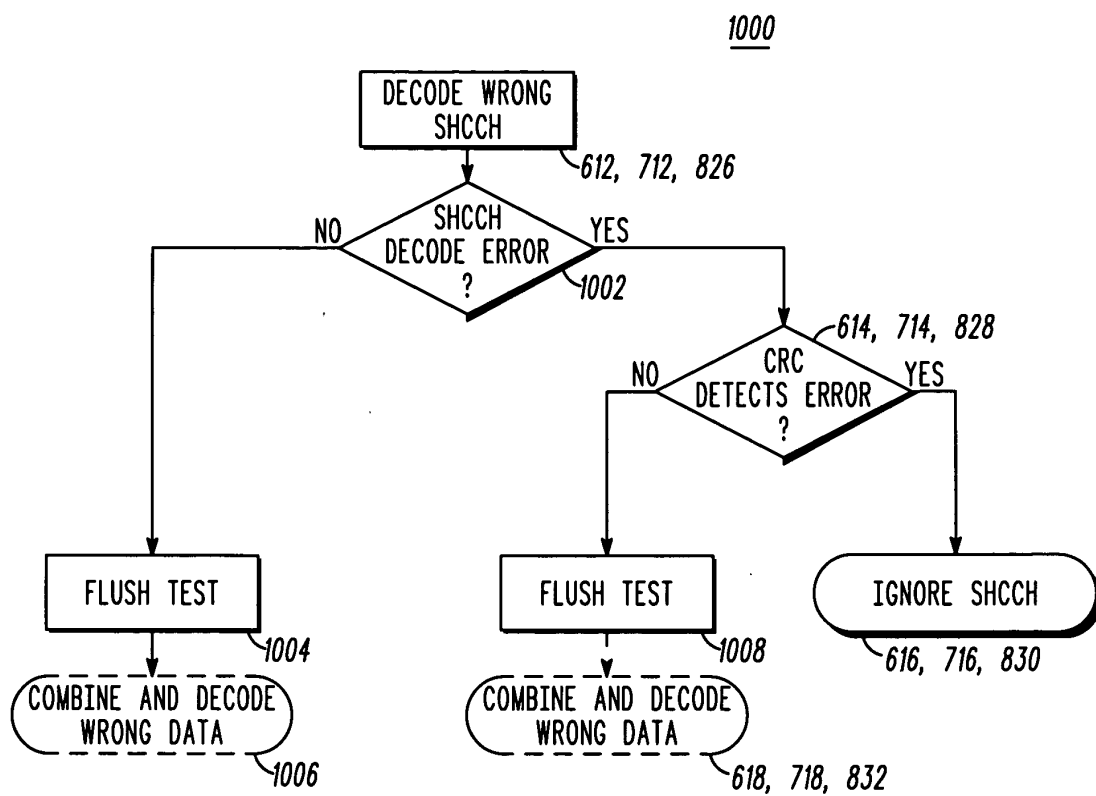 1000
DECODE WRONG
SHCCH
612, 712, 826
SHCCH
DECODE ERROR
?
NO
YES
1002
614, 714, 828
CRC
DETECTS ERROR
?
NO
YES
FLUSH TEST
1004
FLUSH TEST
1008
IGNORE SHCCH
616, 716, 830
COMBINE AND DECODE
WRONG DATA
1006
COMBINE AND DECODE
WRONG DATA
618, 718, 832